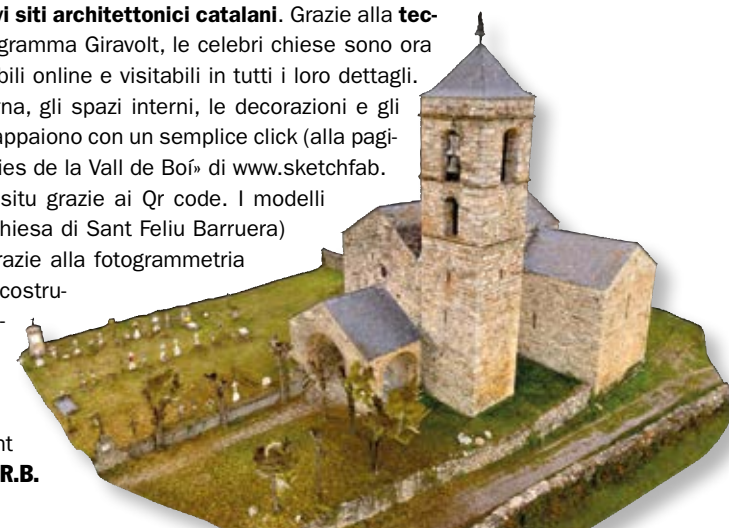 vi siti architettonici catalani. Grazie alla tec-
gramma Giravolt, le celebri chiese sono ora
bili online e visitabili in tutti i loro dettagli.
rna, gli spazi interni, le decorazioni e gli
appaiono con un semplice click (alla pagi-
ies de la Vall de Boí» di www.sketchfab.
situ grazie ai Qr code. I modelli
hiesa di Sant Feliu Barruera)
razie alla fotogrammetria
costru-
-
nt
R.B.